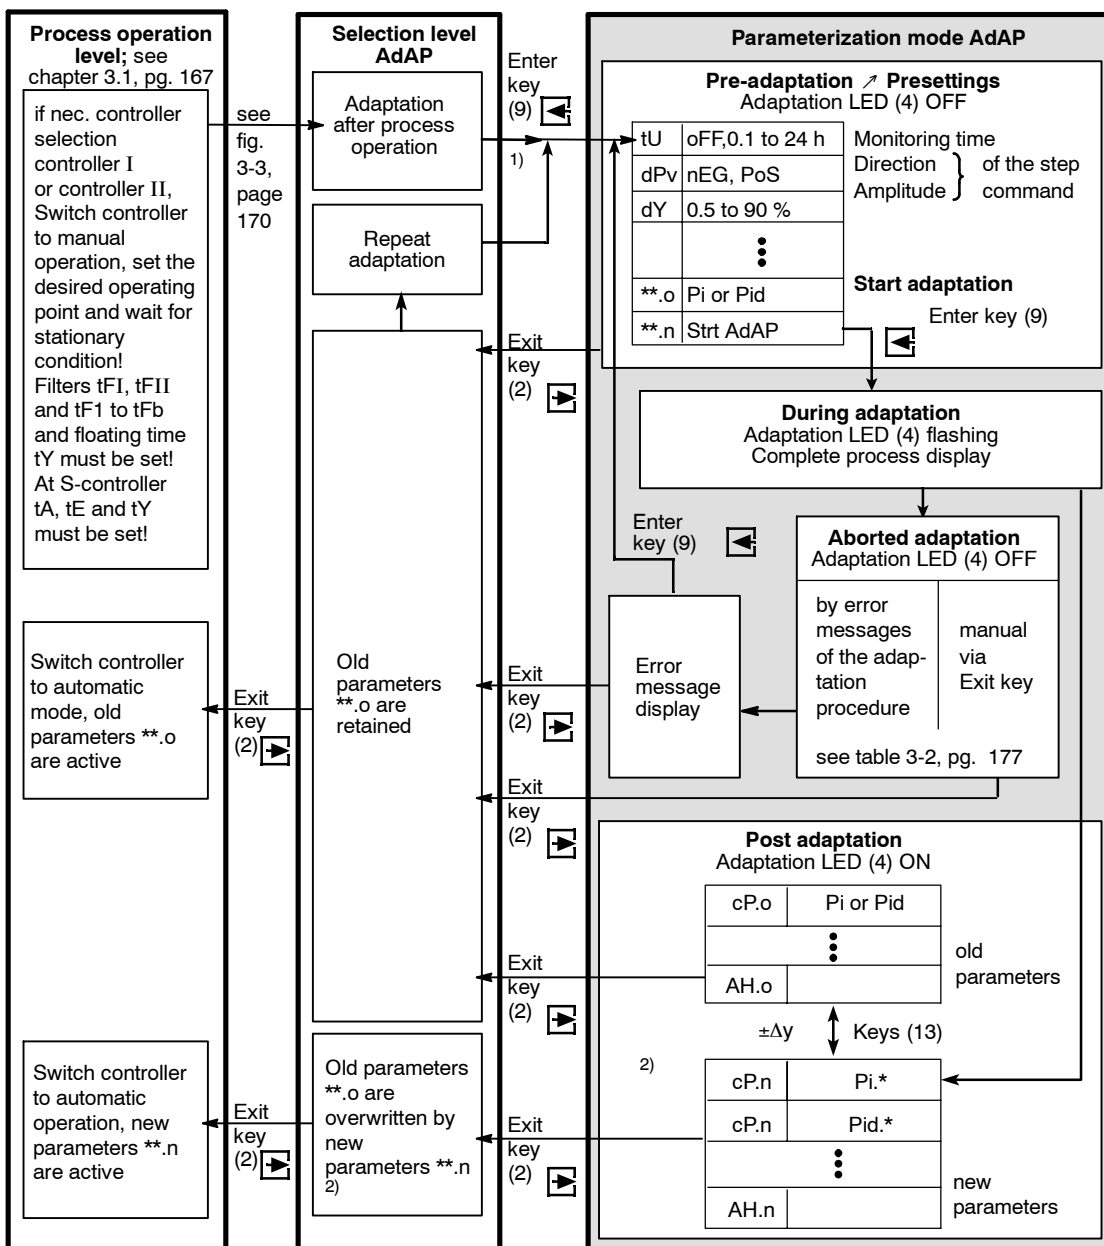 Process operation
level; see
chapter 3.1, pg. 167
if nec. controller
selection
controller I
or controller II,
Switch controller
to manual
operation, set the
desired operating
point and wait for
stationary
condition!
Filters tFI, tFII
and tF1 to tFb
and floating time
tY must be set!
At S-controller
tA, tE and tY
must be set!
see
fig.
3-3,
page
170
Switch controller
to automatic
mode, old
parameters **.o
are active
Exit
key
(2)
Switch controller
to automatic
operation, new
parameters **.n
are active
Exit
key
(2)
Selection level
AdAP
Adaptation
after process
operation
Repeat
adaptation
Old
parameters
**.o are
retained
Old parameters
**.o are
overwritten by
new
parameters **.n
2)
Enter
key
(9)
1)
Exit
key
(2)
Enter
key (9)
Exit
key
(2)
Exit
key
(2)
Exit
key
(2)
Exit
key
(2)
Parameterization mode AdAP
Pre-adaptation ↗ Presettings
Adaptation LED (4) OFF
tU oFF,0.1 to 24 h Monitoring time
dPv nEG, PoS Direction of the step
dY 0.5 to 90 % Amplitude command
**.o Pi or Pid
**.n Strt AdAP
Start adaptation
Enter key (9)
During adaptation
Adaptation LED (4) flashing
Complete process display
Aborted adaptation
Adaptation LED (4) OFF
by error
messages
of the adap-
tation
procedure
manual
via
Exit key
see table 3-2, pg. 177
Error
message
display
Post adaptation
Adaptation LED (4) ON
cP.o Pi or Pid
AH.o
old
parameters
±Δy Keys (13)
2)
cP.n Pi.*
cP.n Pid.*
AH.n
new
parameters